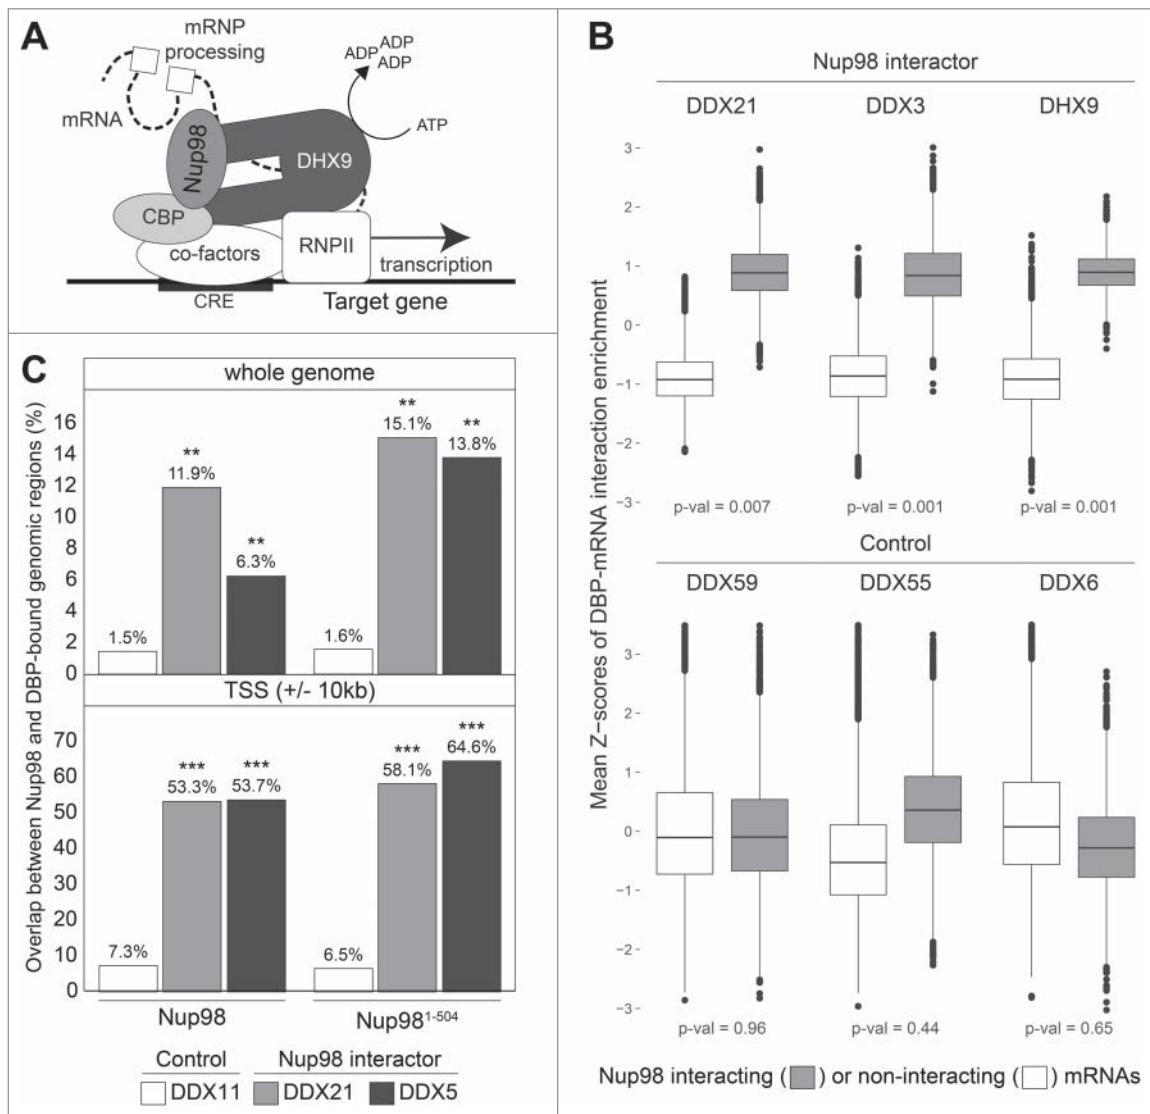 A
mRNP
processing
ADP
ADP
ADP
ADP
mRNA
ATP
Nup98
DHX9
CBP
RNPII
co-factors
transcription
CRE
Target gene
B
Nup98 interactor
DDX21 DDX3 DHX9
Mean Z-scores of DBP-mRNA interaction enrichment
3
2
1
0
−1
−2
−3
p-val = 0.007 p-val = 0.001 p-val = 0.001
Control
DDX59 DDX55 DDX6
3
2
1
0
−1
−2
−3
p-val = 0.96 p-val = 0.44 p-val = 0.65
Nup98 interacting ( ) or non-interacting ( ) mRNAs
C
Overlap between Nup98 and DBP-bound genomic regions (%)
whole genome
16
14
12
10
8
6
4
2
0
1.5%
**
11.9%
**
6.3%
1.6%
**
15.1%
**
13.8%
TSS (+/- 10kb)
70
60
50
40
30
20
10
0
7.3%
***
53.3%
***
53.7%
6.5%
***
58.1%
***
64.6%
Nup98 Nup98¹⁻⁵⁰⁴
Control Nup98 interactor
DDX11 DDX21 DDX5